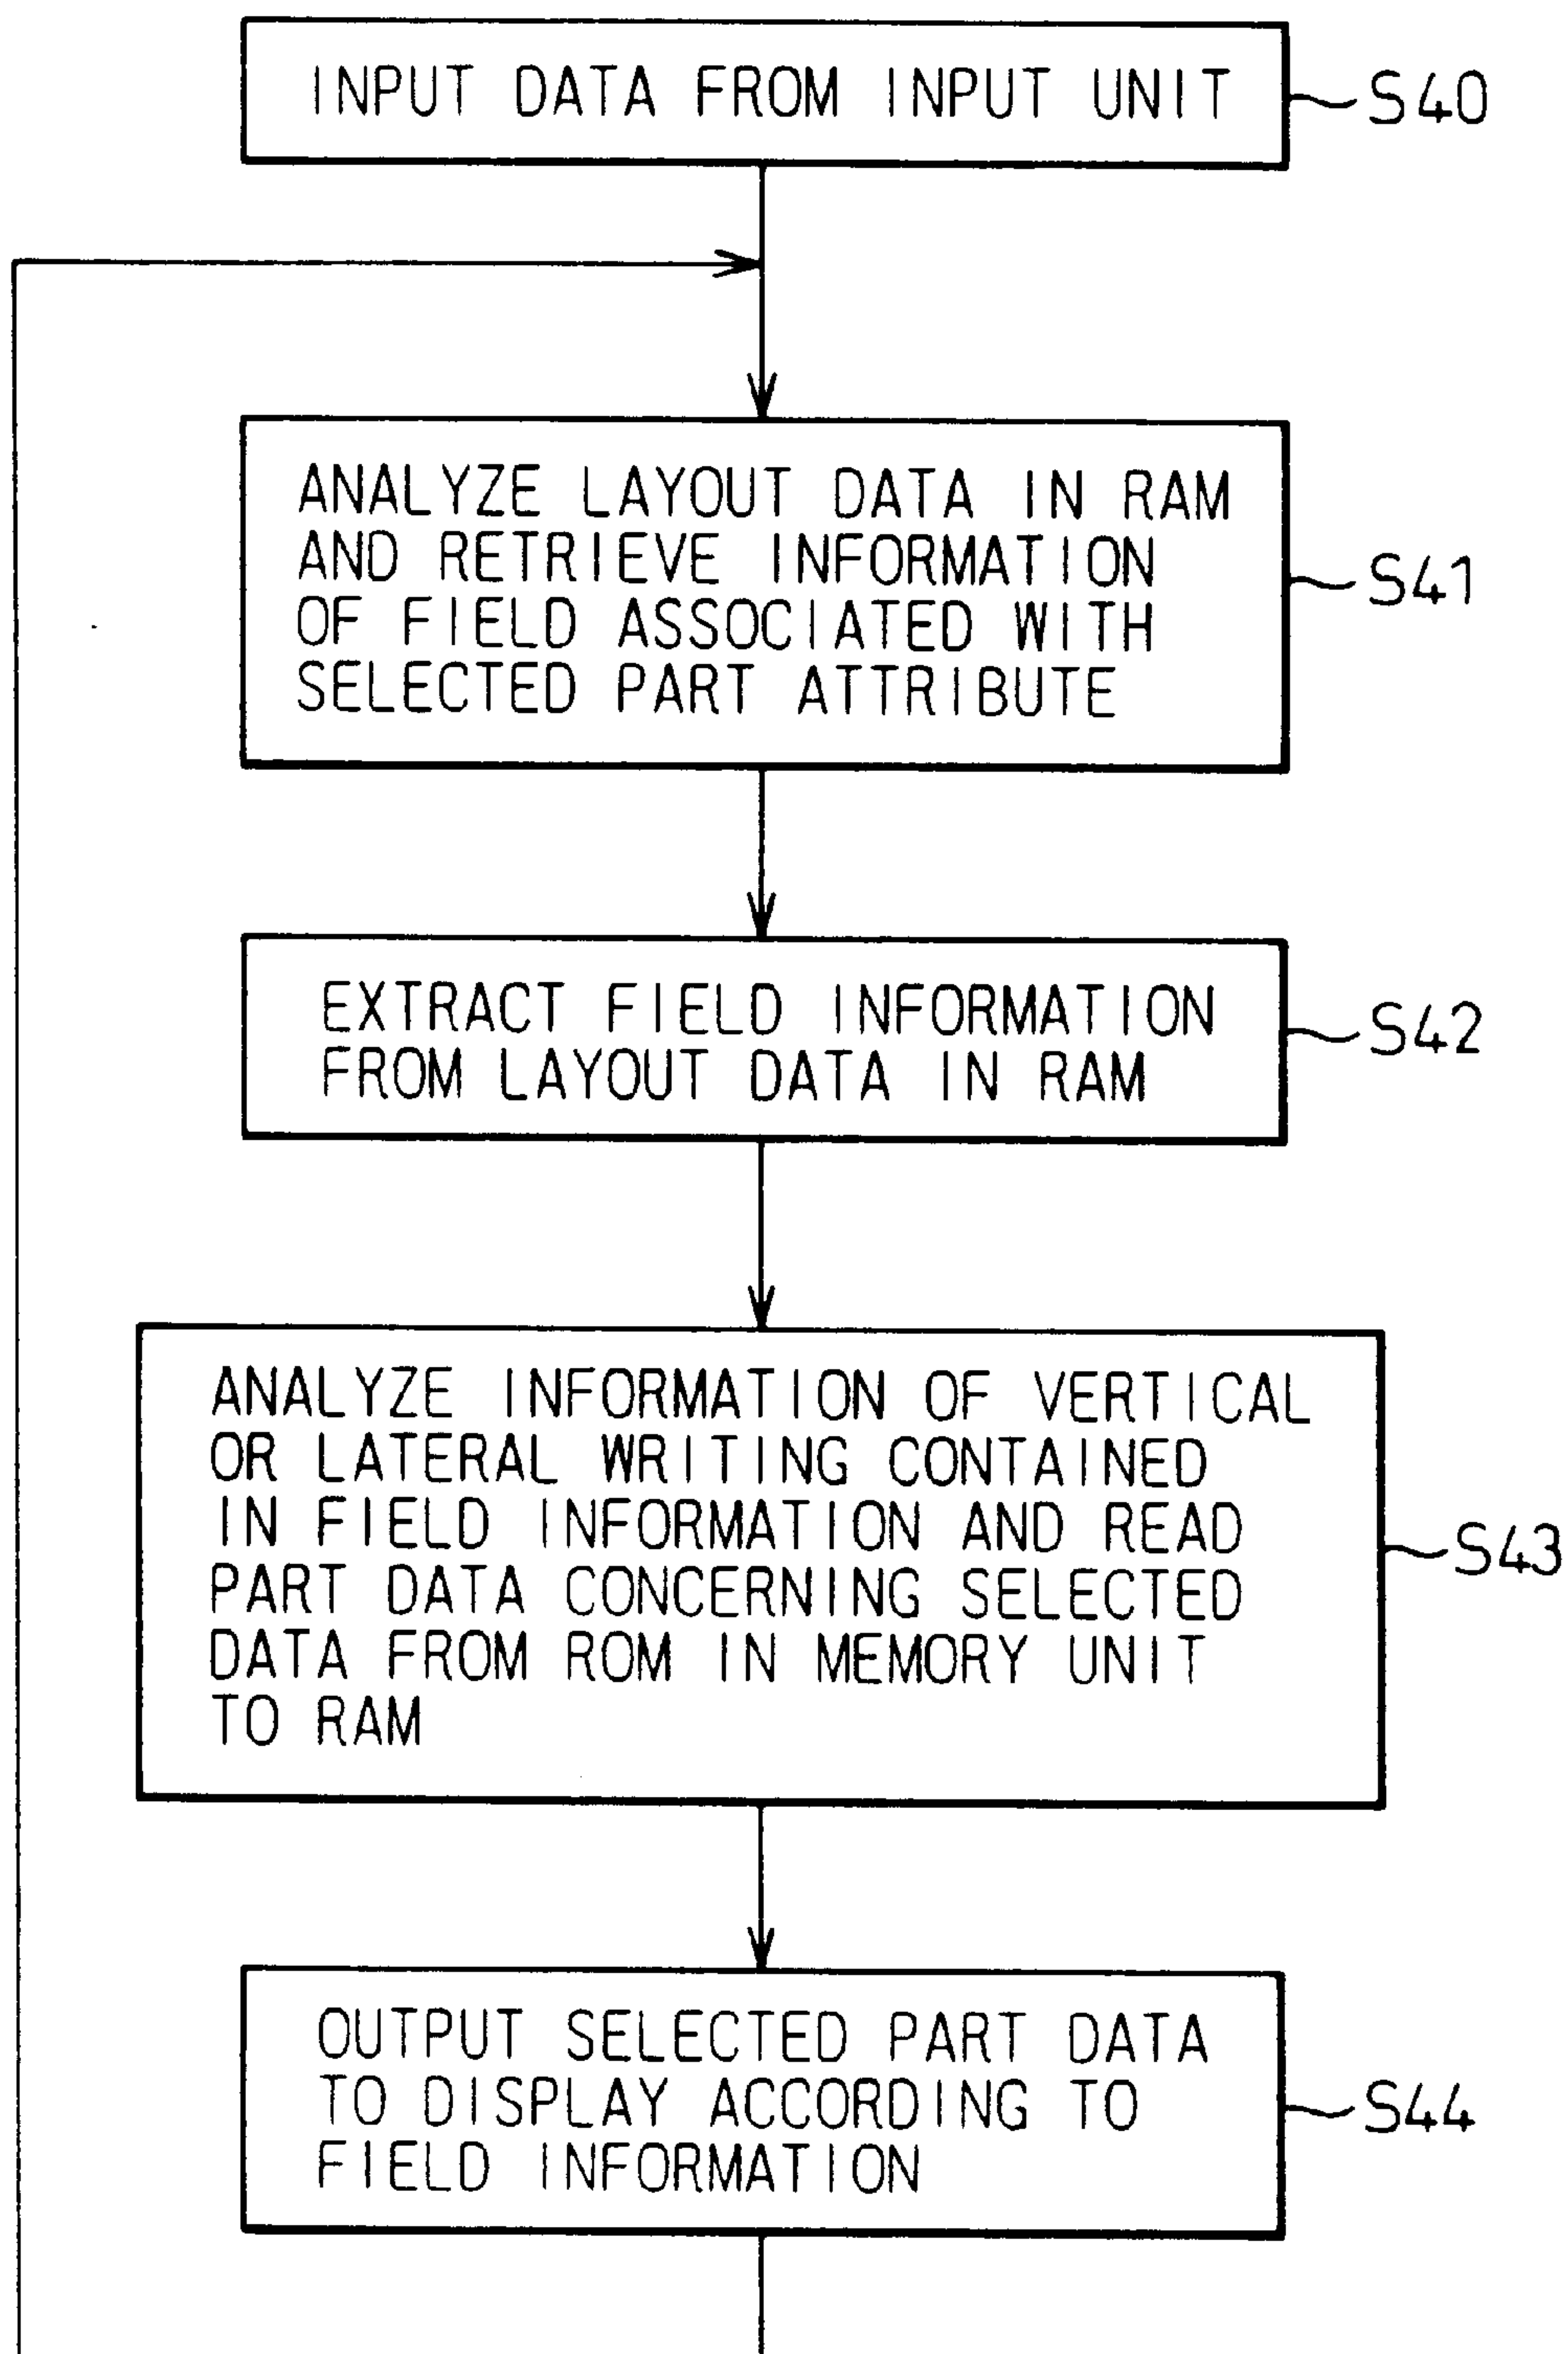 INPUT DATA FROM INPUT UNIT
S40
ANALYZE LAYOUT DATA IN RAM
AND RETRIEVE INFORMATION
OF FIELD ASSOCIATED WITH
SELECTED PART ATTRIBUTE
S41
EXTRACT FIELD INFORMATION
FROM LAYOUT DATA IN RAM
S42
ANALYZE INFORMATION OF VERTICAL
OR LATERAL WRITING CONTAINED
IN FIELD INFORMATION AND READ
PART DATA CONCERNING SELECTED
DATA FROM ROM IN MEMORY UNIT
TO RAM
S43
OUTPUT SELECTED PART DATA
TO DISPLAY ACCORDING TO
FIELD INFORMATION
S44